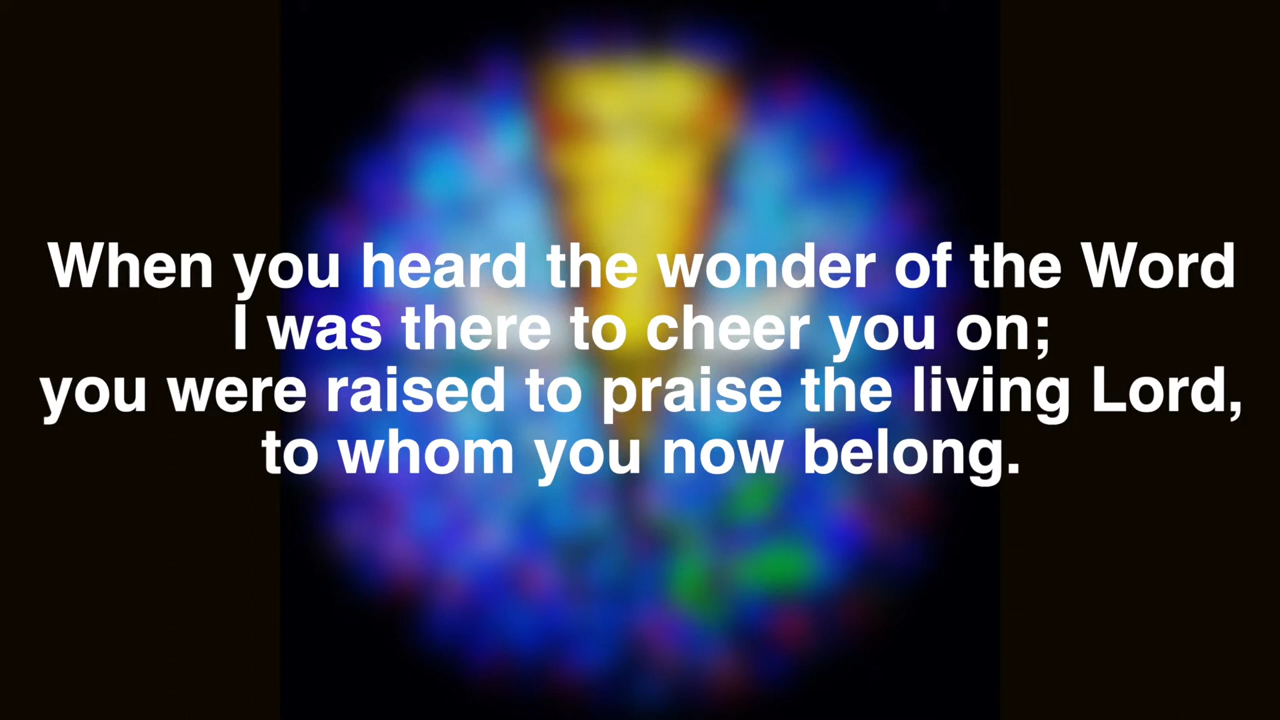 When you heard the wonder of the Word
I was there to cheer you on;
you were raised to praise the living Lord,
to whom you now belong.